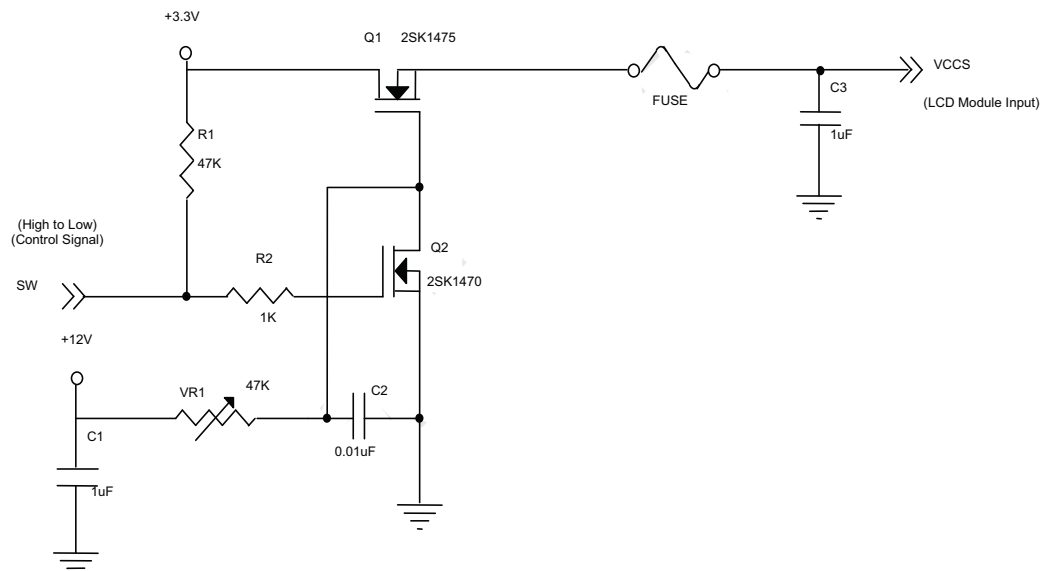 +3.3V
Q1 2SK1475
VCCS
FUSE
C3
(LCD Module Input)
1uF
R1
47K
(High to Low)
(Control Signal)
SW
R2
1K
Q2
2SK1470
+12V
VR1
47K
C2
0.01uF
C1
1uF